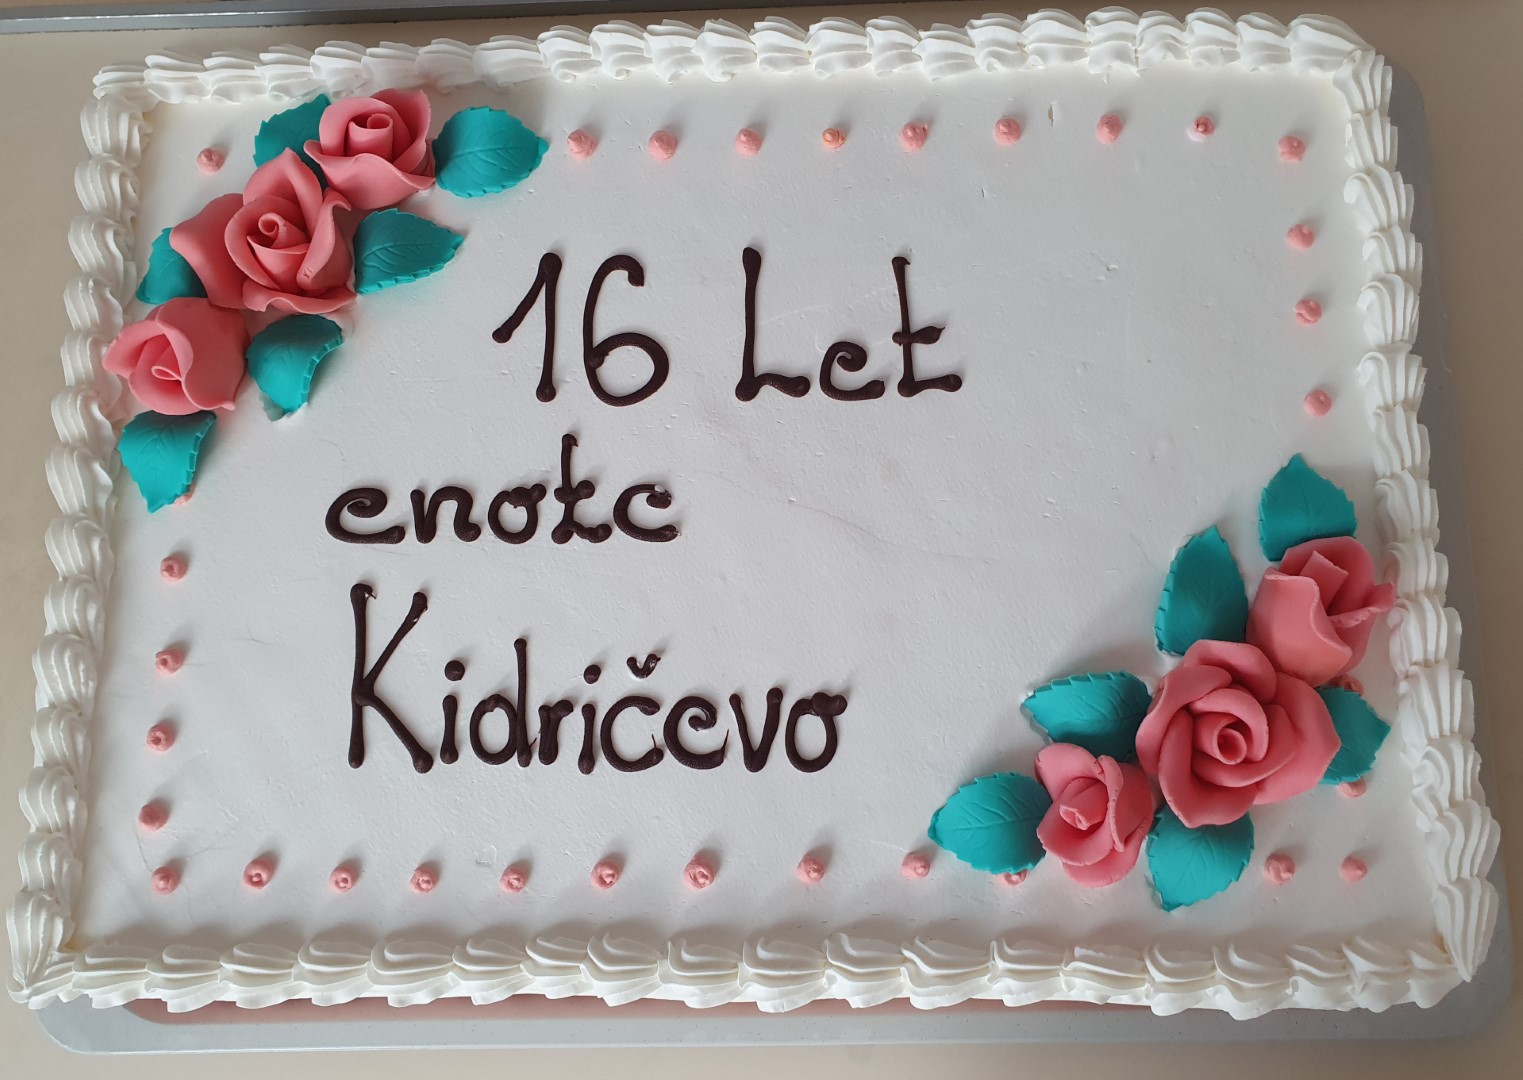 16 Let
enote
Kidričevo